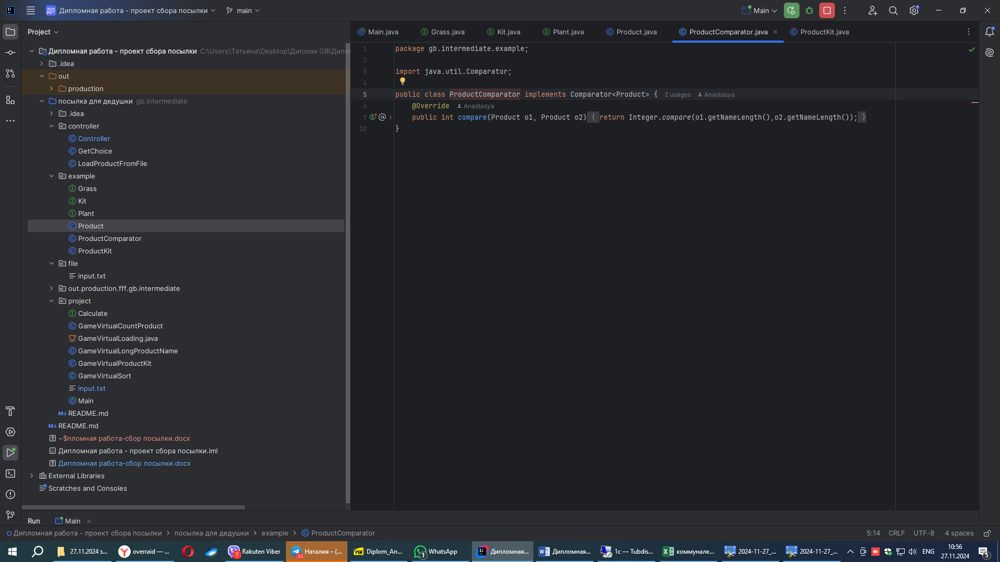 ДП Дипломная работа - проект сбора посылки main Main
Project
Main.java Grass.java Kit.java Plant.java Product.java ProductComparator.java ProductKit.java
Дипломная работа - проект сбора посылки C:\Users\Татьяна\Desktop\Диплом GB\Дипл
.idea
out
production
посылка для дедушки gb.intermediate
.idea
controller
Controller
GetChoice
LoadProductFromFile
example
Grass
Kit
Plant
Product
ProductComparator
ProductKit
file
input.txt
out.production.fff.gb.intermediate
project
Calculate
GameVirtualCountProduct
GameVirtualLoading.java
GameVirtualLongProductName
GameVirtualProductKit
GameVirtualSort
input.txt
Main
README.md
README.md
~$пломная работа-сбор посылки.docx
Дипломная работа - проект сбора посылки.iml
Дипломная работа-сбор посылки.docx
External Libraries
Scratches and Consoles
1 package gb.intermediate.example;
2
3 import java.util.Comparator;
4
5 public class ProductComparator implements Comparator<Product> { 2 usages Anastasya
6 @Override Anastasya
7 public int compare(Product o1, Product o2) { return Integer.compare(o1.getNameLength(),o2.getNameLength()); }
10 }
Run Main
Дипломная работа - проект сбора посылки > посылка для дедушки > example > ProductComparator 5:14 CRLF UTF-8 4 spaces
27.11.2024 з... overraid — ... 7 Rakuten Viber 55 Наталия – (... PDF Diplom_An... 1 WhatsApp Дипломная... Дипломная... 1c — Tubdis... коммуналк... 2024-11-27_... 2024-11-27_... ENG 10:56 5
27.11.2024